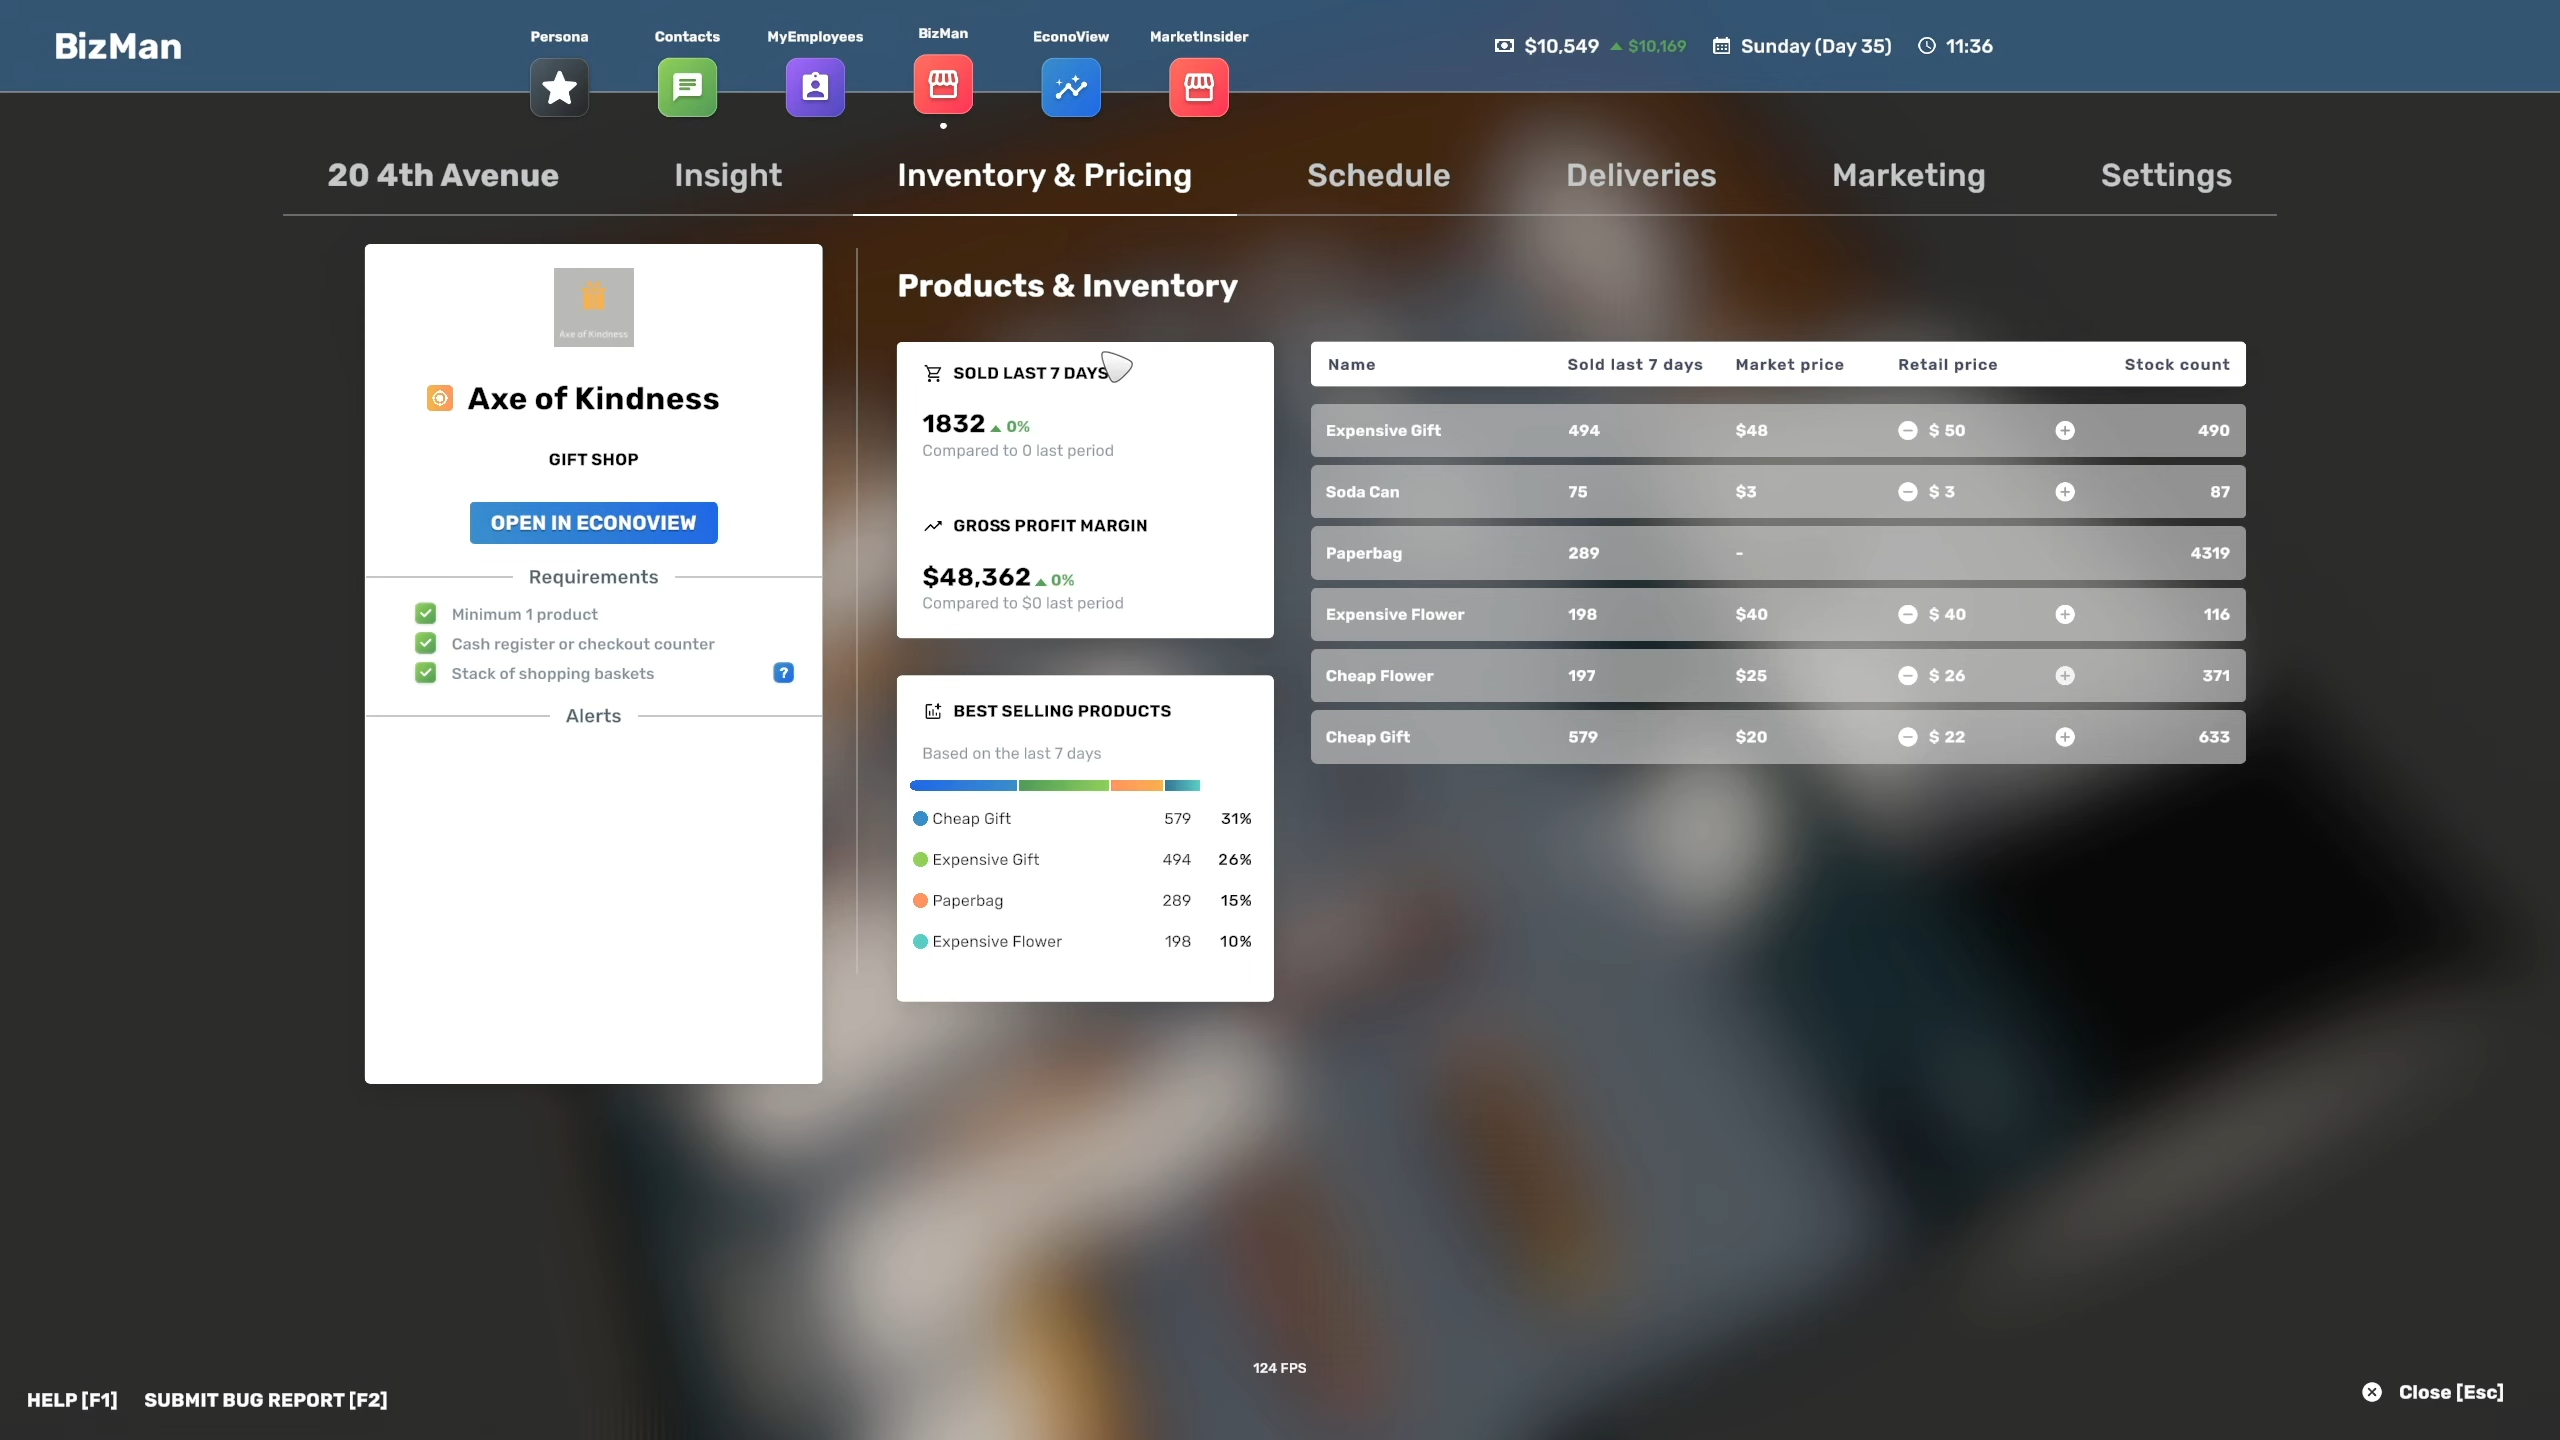 BizMan
Persona
Contacts
MyEmployees
BizMan
EconoView
MarketInsider
$10,549 $10,169 Sunday (Day 35) 11:36
20 4th Avenue
Insight
Inventory & Pricing
Schedule
Deliveries
Marketing
Settings
Axe of Kindness
Axe of Kindness
GIFT SHOP
OPEN IN ECONOVIEW
Requirements
Minimum 1 product
Cash register or checkout counter
Stack of shopping baskets ?
Alerts
Products & Inventory
SOLD LAST 7 DAYS
1832 0%
Compared to 0 last period
GROSS PROFIT MARGIN
$48,362 0%
Compared to $0 last period
BEST SELLING PRODUCTS
Based on the last 7 days
Cheap Gift 579 31%
Expensive Gift 494 26%
Paperbag 289 15%
Expensive Flower 198 10%
Name Sold last 7 days Market price Retail price Stock count
Expensive Gift 494 $48 $ 50 490
Soda Can 75 $3 $ 3 87
Paperbag 289 - 4319
Expensive Flower 198 $40 $ 40 116
Cheap Flower 197 $25 $ 26 371
Cheap Gift 579 $20 $ 22 633
124 FPS
HELP [F1] SUBMIT BUG REPORT [F2]
Close [Esc]